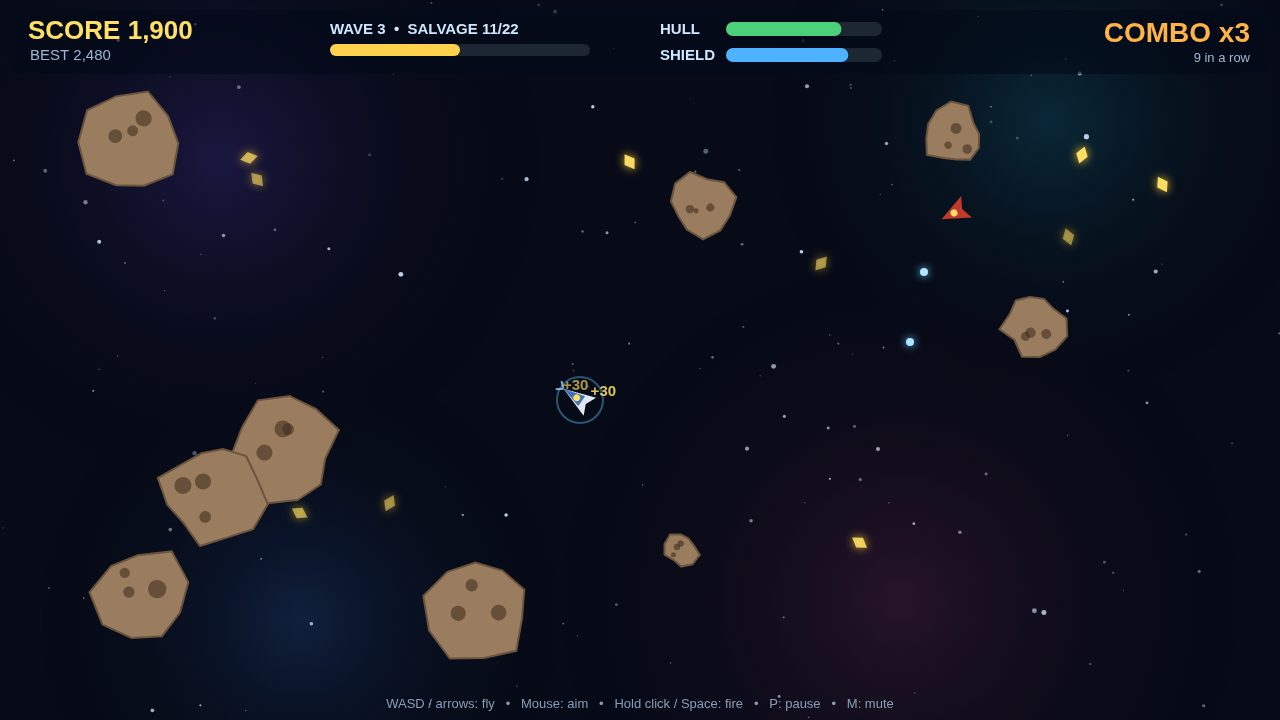 SCORE 1,900
BEST 2,480
WAVE 3 • SALVAGE 11/22
HULL
SHIELD
COMBO x3
9 in a row
+30
+30
WASD / arrows: fly • Mouse: aim • Hold click / Space: fire • P: pause • M: mute